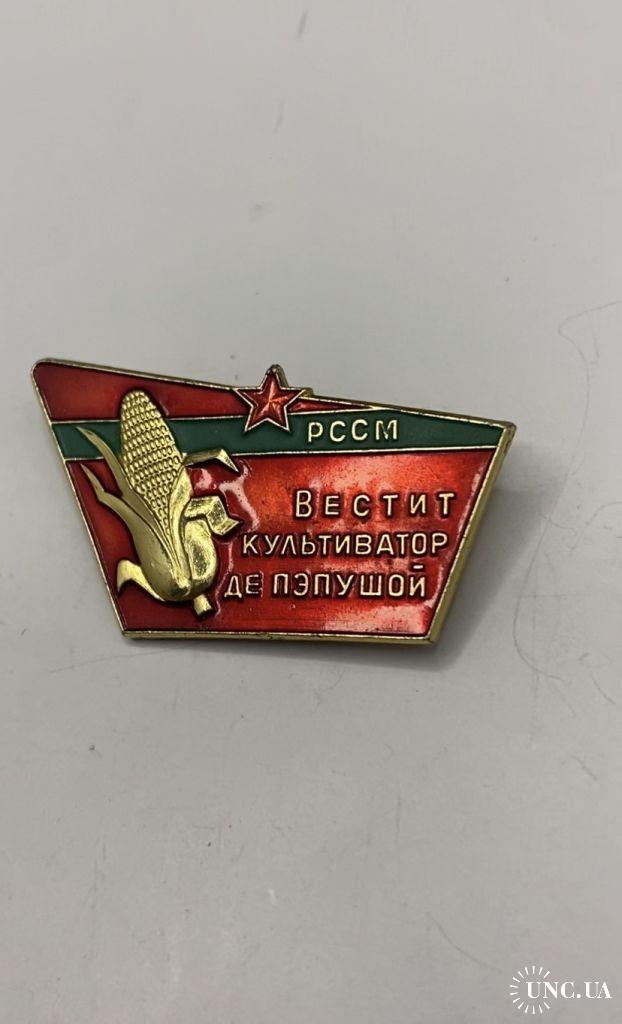 РССМ
Вестит
культиватор
де пэпушой
UNC.UA